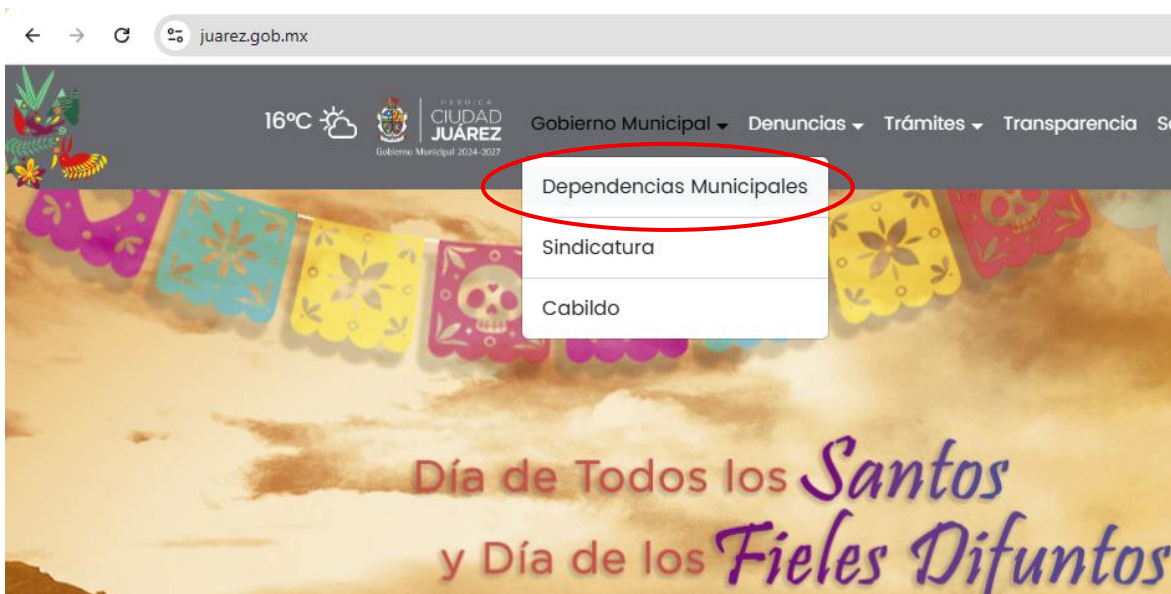 juarez.gob.mx
16°C
HEROICA
CIUDAD
JUÁREZ
Gobierno Municipal 2024-2027
Gobierno Municipal
Denuncias
Trámites
Transparencia
Dependencias Municipales
Sindicatura
Cabildo
Día de Todos los Santos
y Día de los Fieles Difuntos